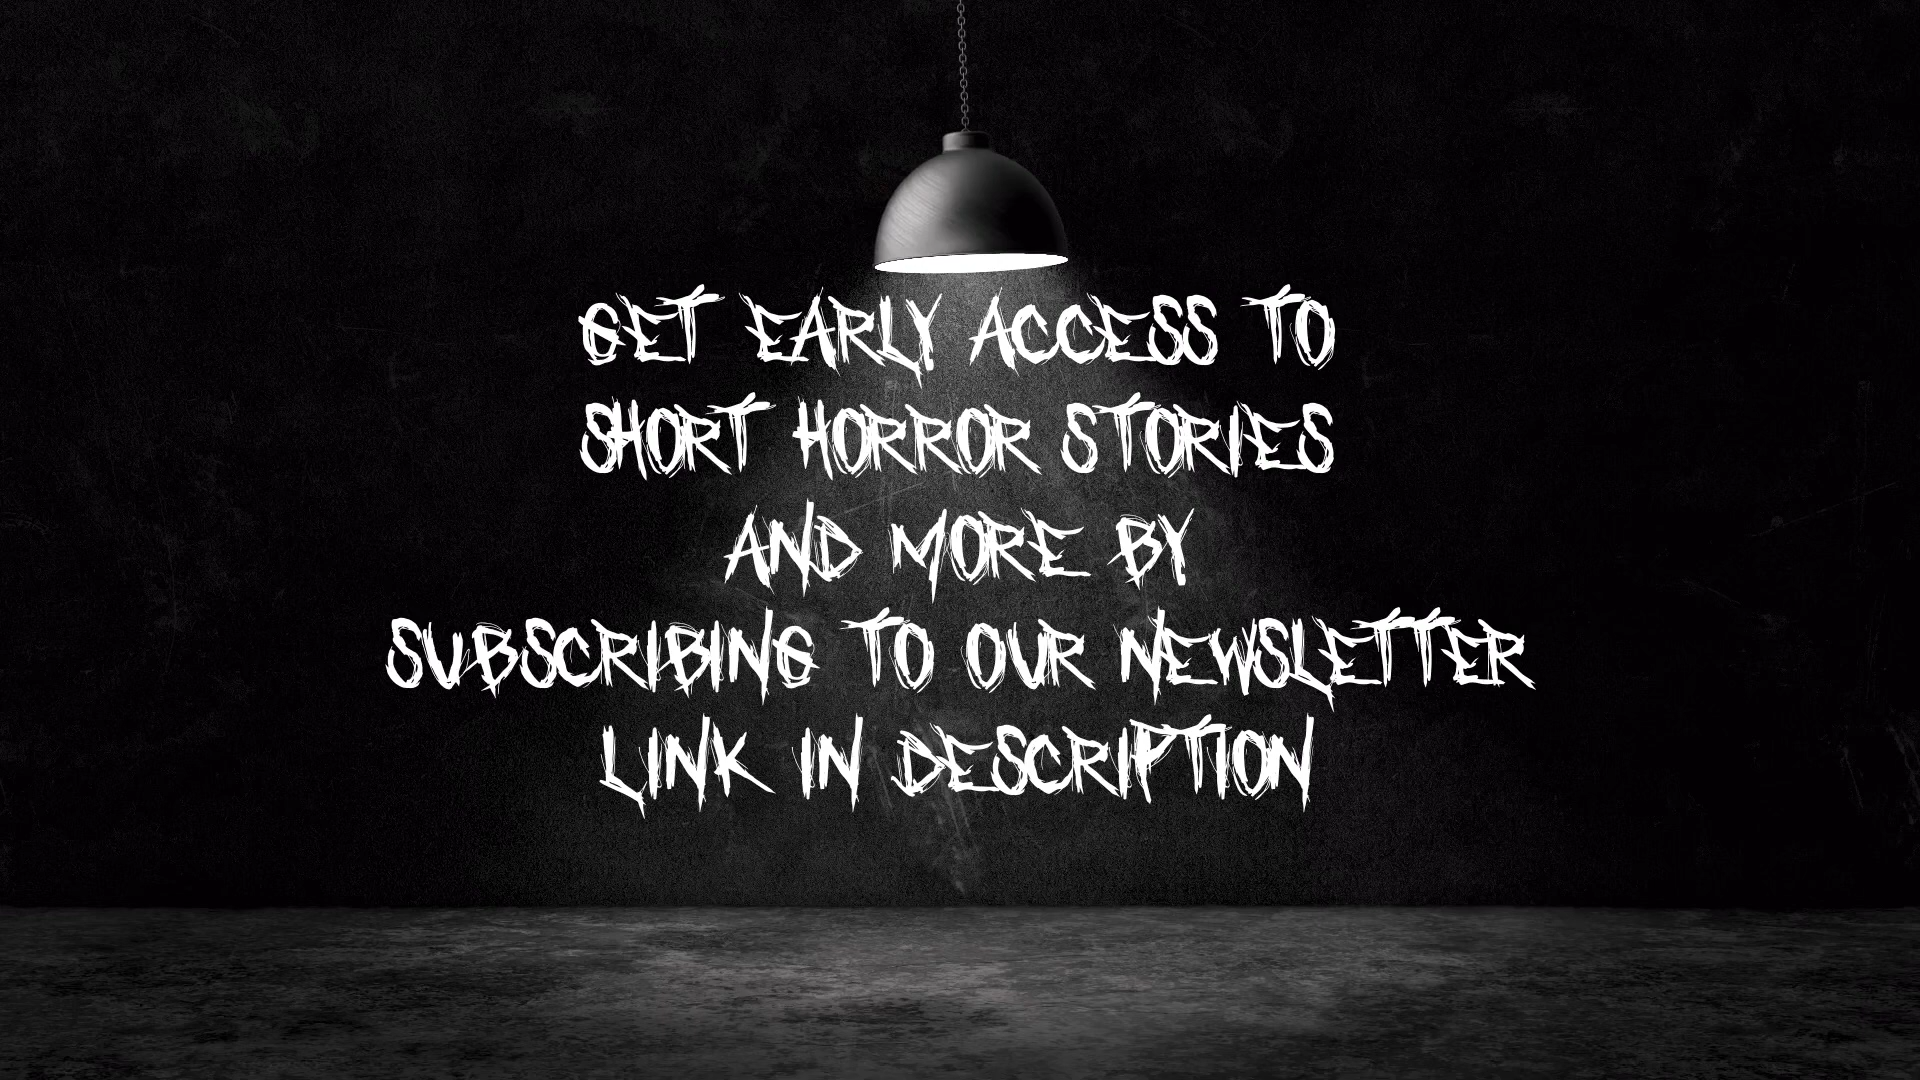 GET EARLY ACCESS TO
SHORT HORROR STORIES
AND MORE BY
SUBSCRIBING TO OUR NEWSLETTER
LINK IN DESCRIPTION